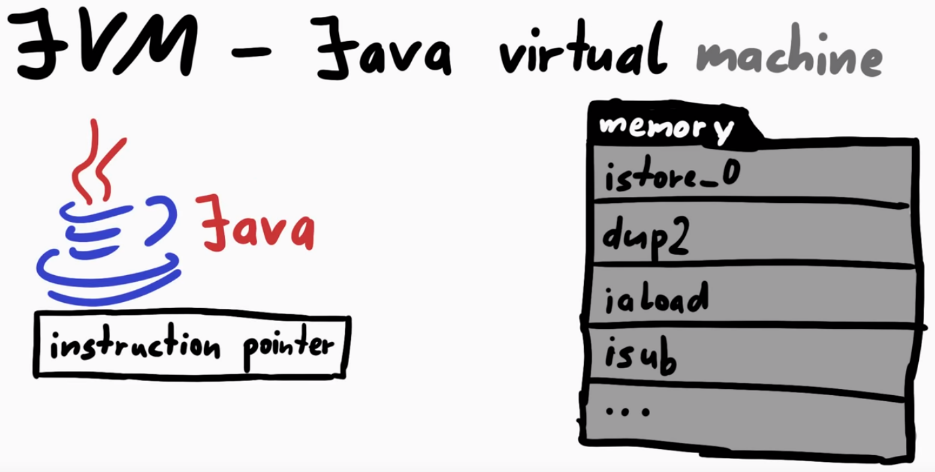 JVM - Java virtual machine
memory
istore_0
Java
dup2
iaload
instruction pointer
isub
...